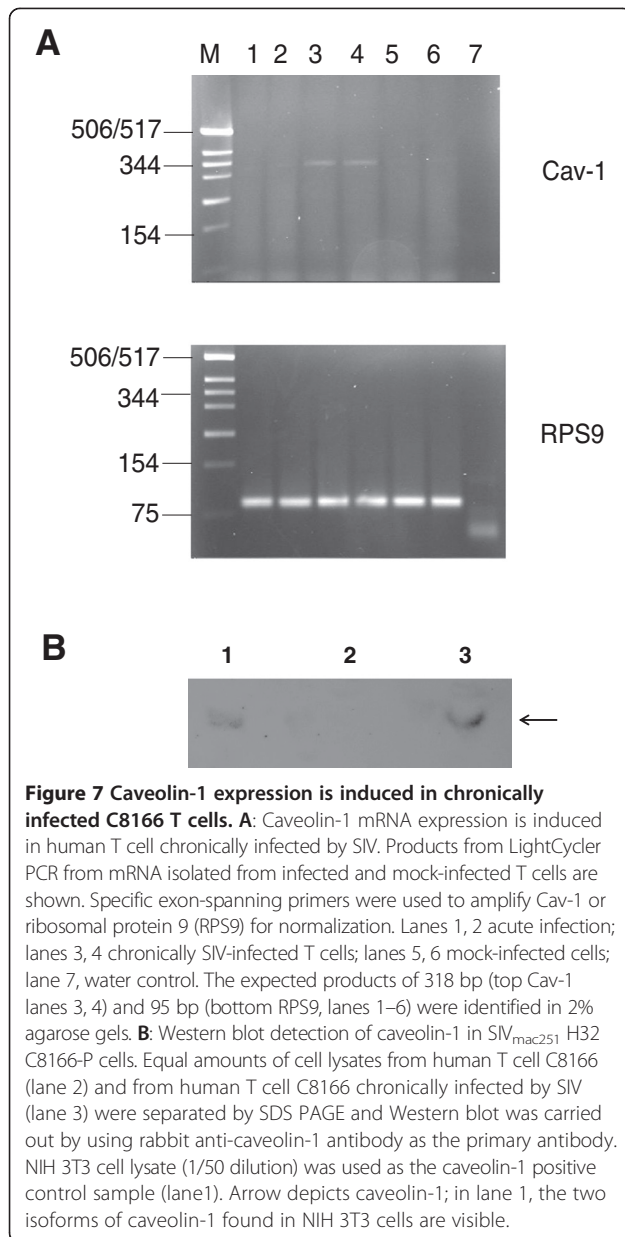 A
M 1 2 3 4 5 6 7
506/517
344
Cav-1
154
506/517
344
RPS9
154
75
B
1 2 3
Figure 7 Caveolin-1 expression is induced in chronically
infected C8166 T cells. A: Caveolin-1 mRNA expression is induced
in human T cell chronically infected by SIV. Products from LightCycler
PCR from mRNA isolated from infected and mock-infected T cells are
shown. Specific exon-spanning primers were used to amplify Cav-1 or
ribosomal protein 9 (RPS9) for normalization. Lanes 1, 2 acute infection;
lanes 3, 4 chronically SIV-infected T cells; lanes 5, 6 mock-infected cells;
lane 7, water control. The expected products of 318 bp (top Cav-1
lanes 3, 4) and 95 bp (bottom RPS9, lanes 1–6) were identified in 2%
agarose gels. B: Western blot detection of caveolin-1 in SIVmac251 H32
C8166-P cells. Equal amounts of cell lysates from human T cell C8166
(lane 2) and from human T cell C8166 chronically infected by SIV
(lane 3) were separated by SDS PAGE and Western blot was carried
out by using rabbit anti-caveolin-1 antibody as the primary antibody.
NIH 3T3 cell lysate (1/50 dilution) was used as the caveolin-1 positive
control sample (lane1). Arrow depicts caveolin-1; in lane 1, the two
isoforms of caveolin-1 found in NIH 3T3 cells are visible.